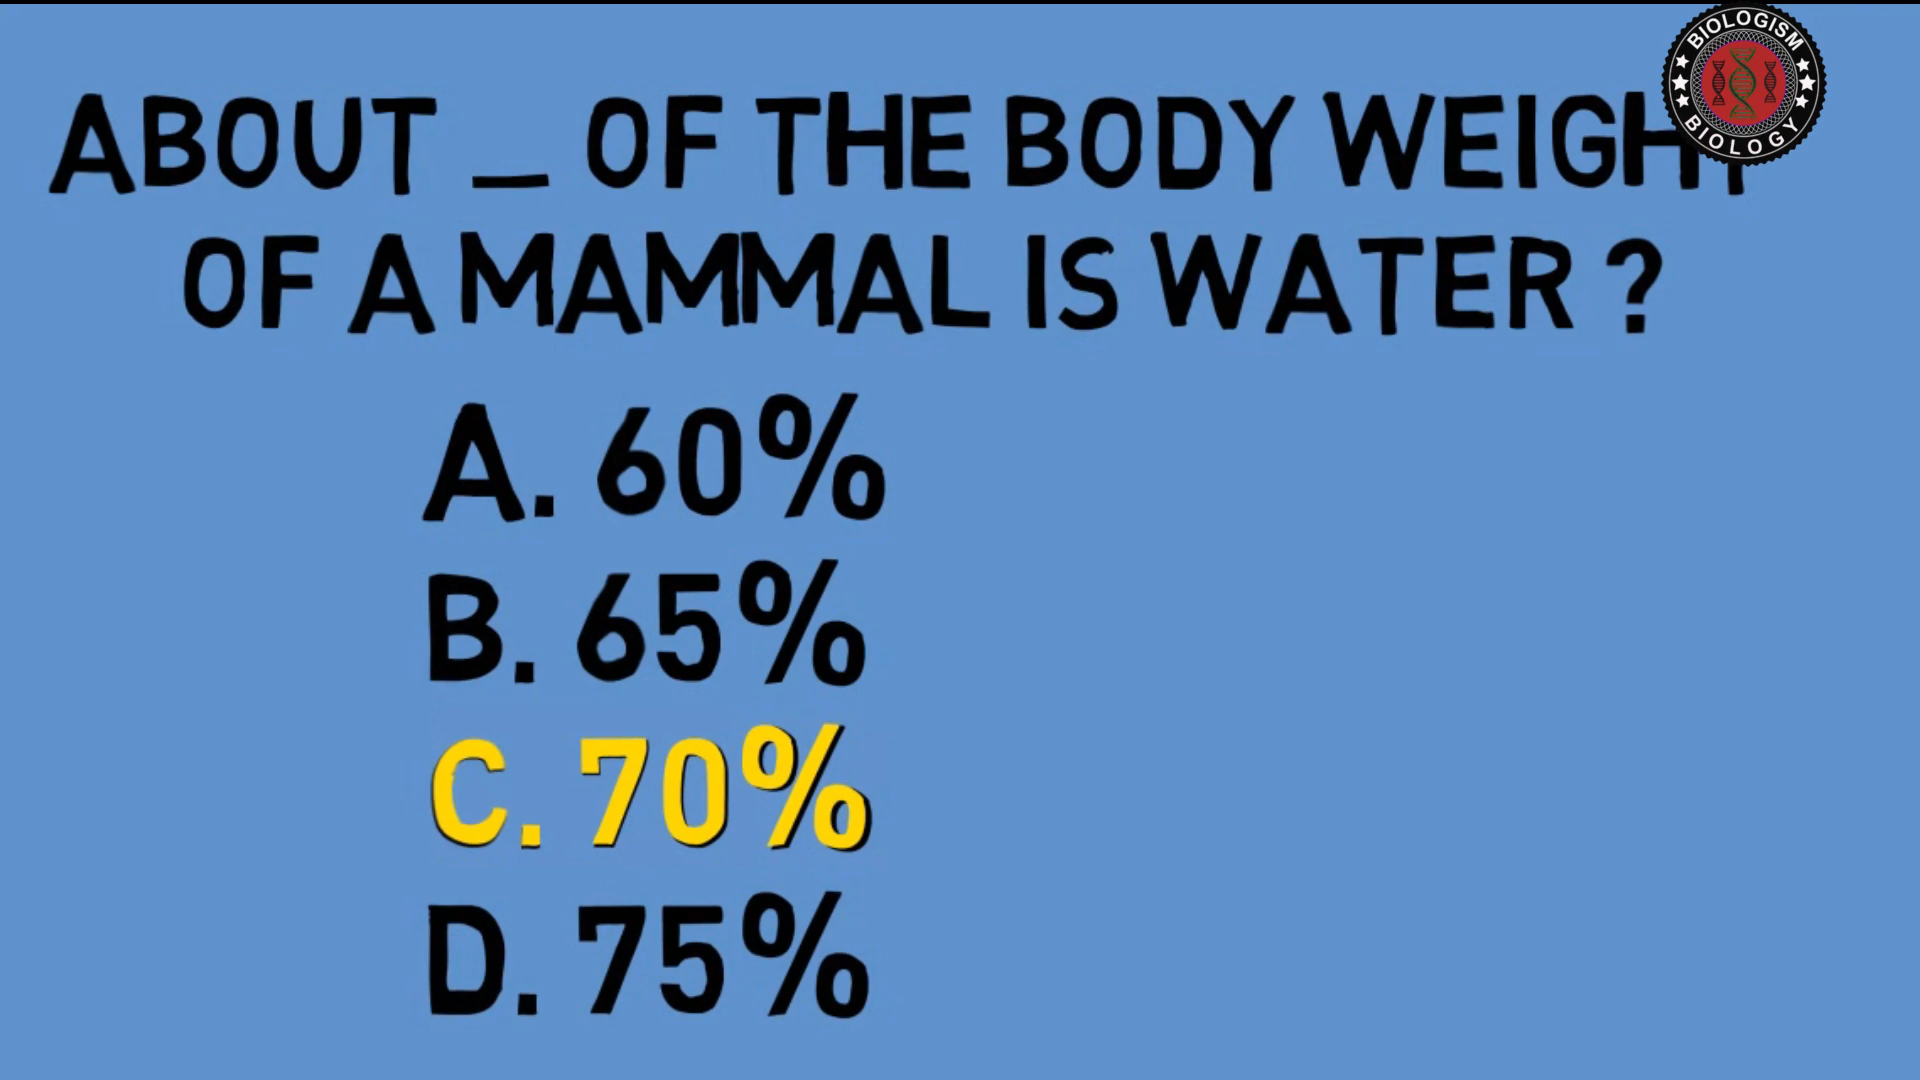 ABOUT _ OF THE BODY WEIGHT
OF A MAMMAL IS WATER ?
A. 60%
B. 65%
C. 70%
D. 75%
BIOLOGISM
BIOLOGY